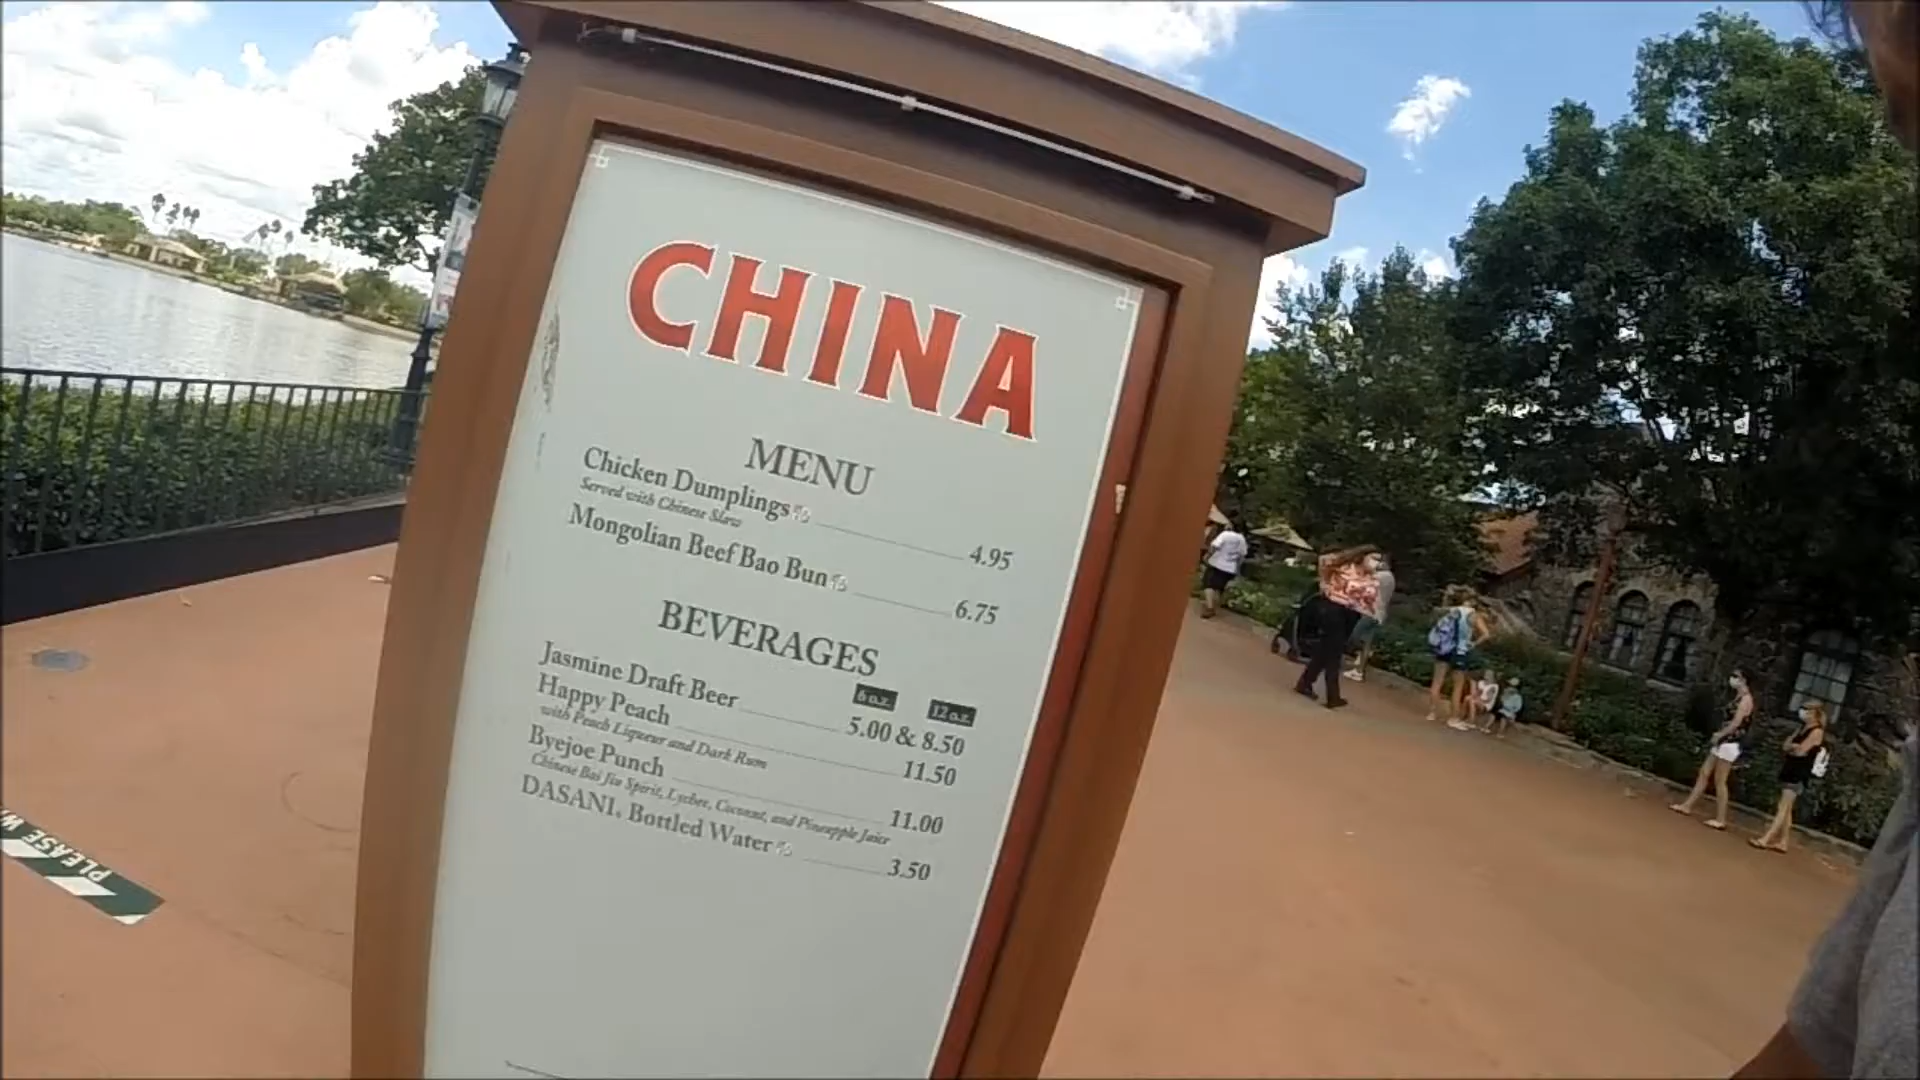 CHINA
MENU
Chicken Dumplings 4.95
Served with Chinese Slaw
Mongolian Beef Bao Bun 6.75
BEVERAGES
6 oz. 12 oz.
Jasmine Draft Beer 5.00 & 8.50
Happy Peach 11.50
with Peach Liqueur and Dark Rum
Byejoe Punch 11.00
Chinese Bai Jiu Spirit, Lychee, Coconut, and Pineapple Juice
DASANI, Bottled Water 3.50
PLEASE W